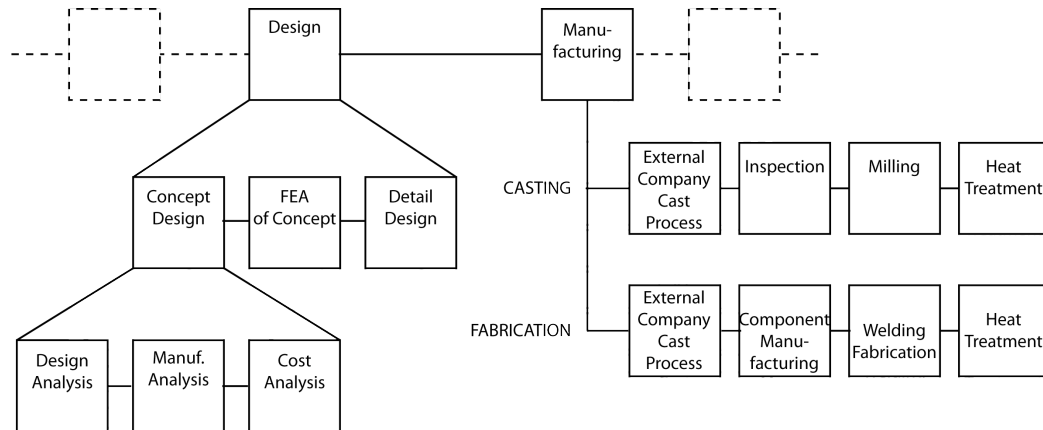 Design
Manu-
facturing
External
Company
Cast
Process
Inspection
Milling
Heat
Treatment
CASTING
Concept
Design
FEA
of Concept
Detail
Design
External
Company
Cast
Process
Component
Manu-
facturing
Welding
Fabrication
Heat
Treatment
FABRICATION
Design
Analysis
Manuf.
Analysis
Cost
Analysis